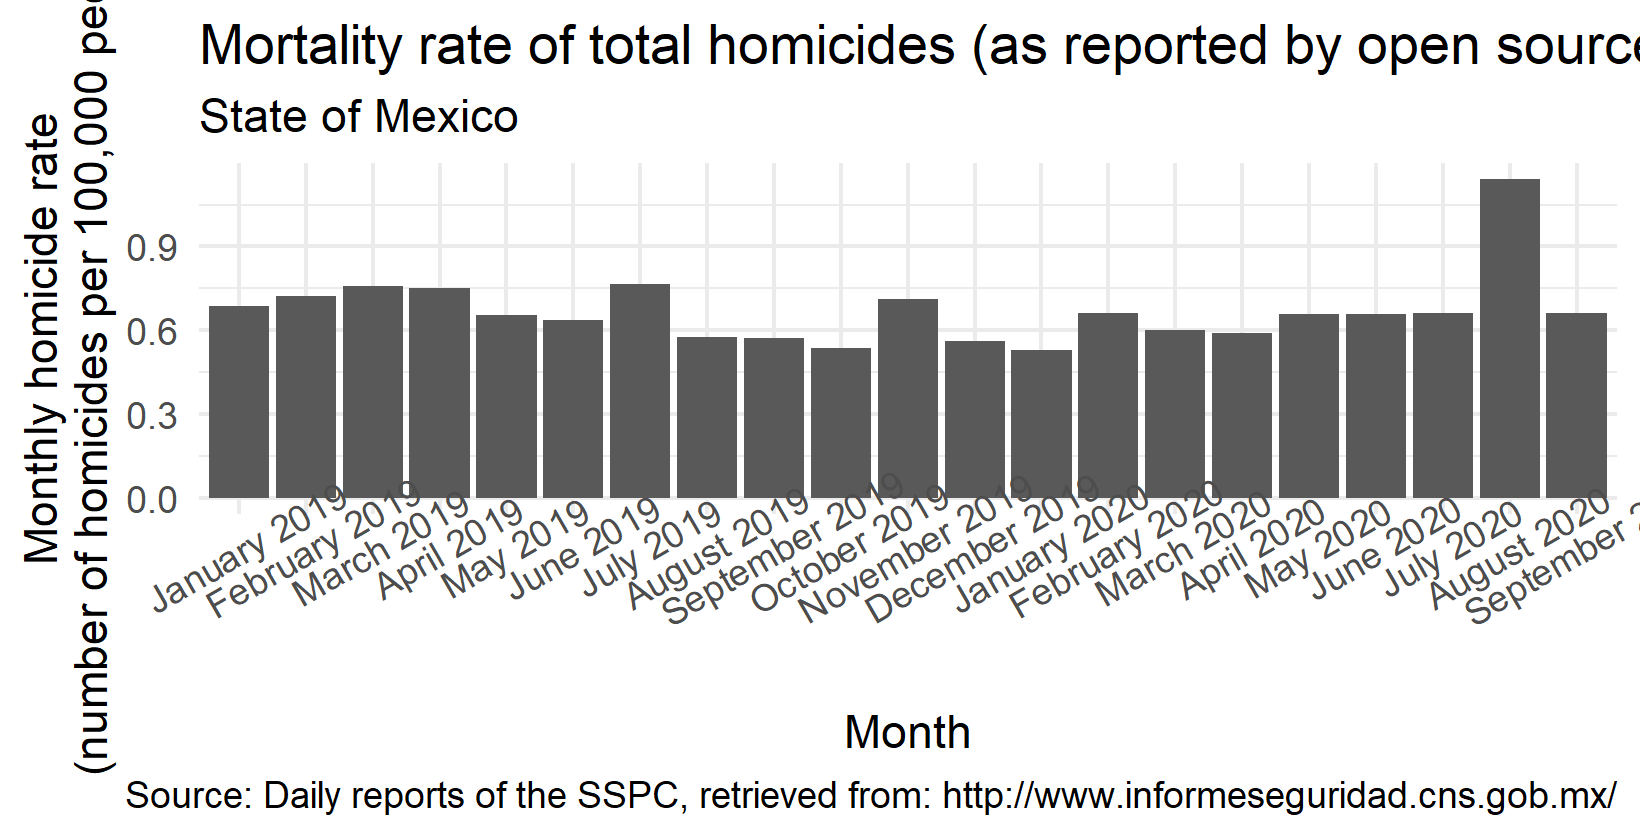 Mortality rate of total homicides (as reported by open source
State of Mexico
Monthly homicide rate
(number of homicides per 100,000
0.9
0.6
0.3
0.0
January 2019
February 2019
March 2019
April 2019
May 2019
June 2019
July 2019
August 2019
September 2019
October 2019
November 2019
December 2019
January 2020
February 2020
March 2020
April 2020
May 2020
June 2020
July 2020
August 2020
September
Month
Source: Daily reports of the SSPC, retrieved from: http://www.informeseguridad.cns.gob.mx/